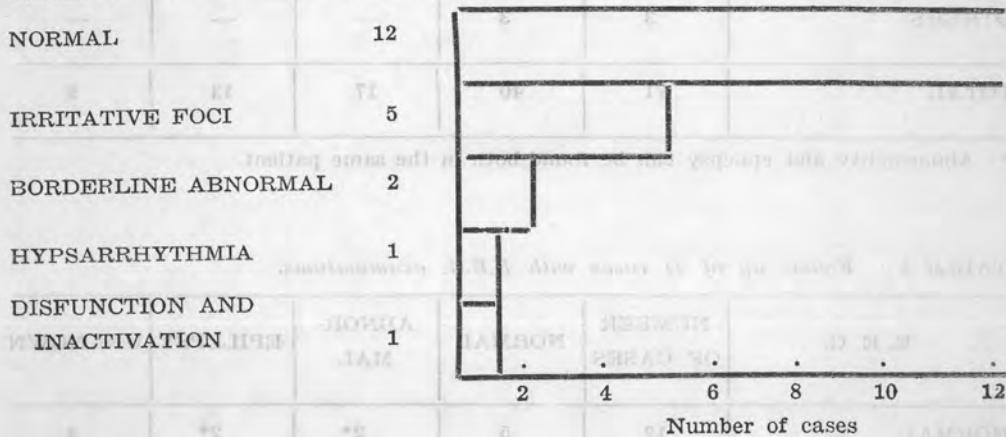 NORMAL 12
IRRITATIVE FOCI 5
BORDERLINE ABNORMAL 2
HYPSARRHYTHMIA 1
DISFUNCTION AND
INACTIVATION 1
2 4 6 8 10 12
Number of cases